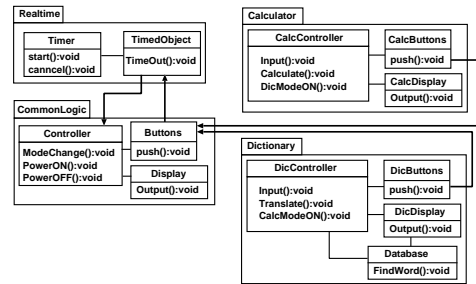 Realtime
Timer
start():void
canncel():void
TimedObject
TimeOut():void
CommonLogic
Controller
ModeChange():void
PowerON():void
PowerOFF():void
Buttons
push():void
Display
Output():void
Calculator
CalcController
Input():void
Calculate():void
DicModeON():void
CalcButtons
push():void
CalcDisplay
Output():void
Dictionary
DicController
Input():void
Translate():void
CalcModeON():void
DicButtons
push():void
DicDisplay
Output():void
Database
FindWord():void